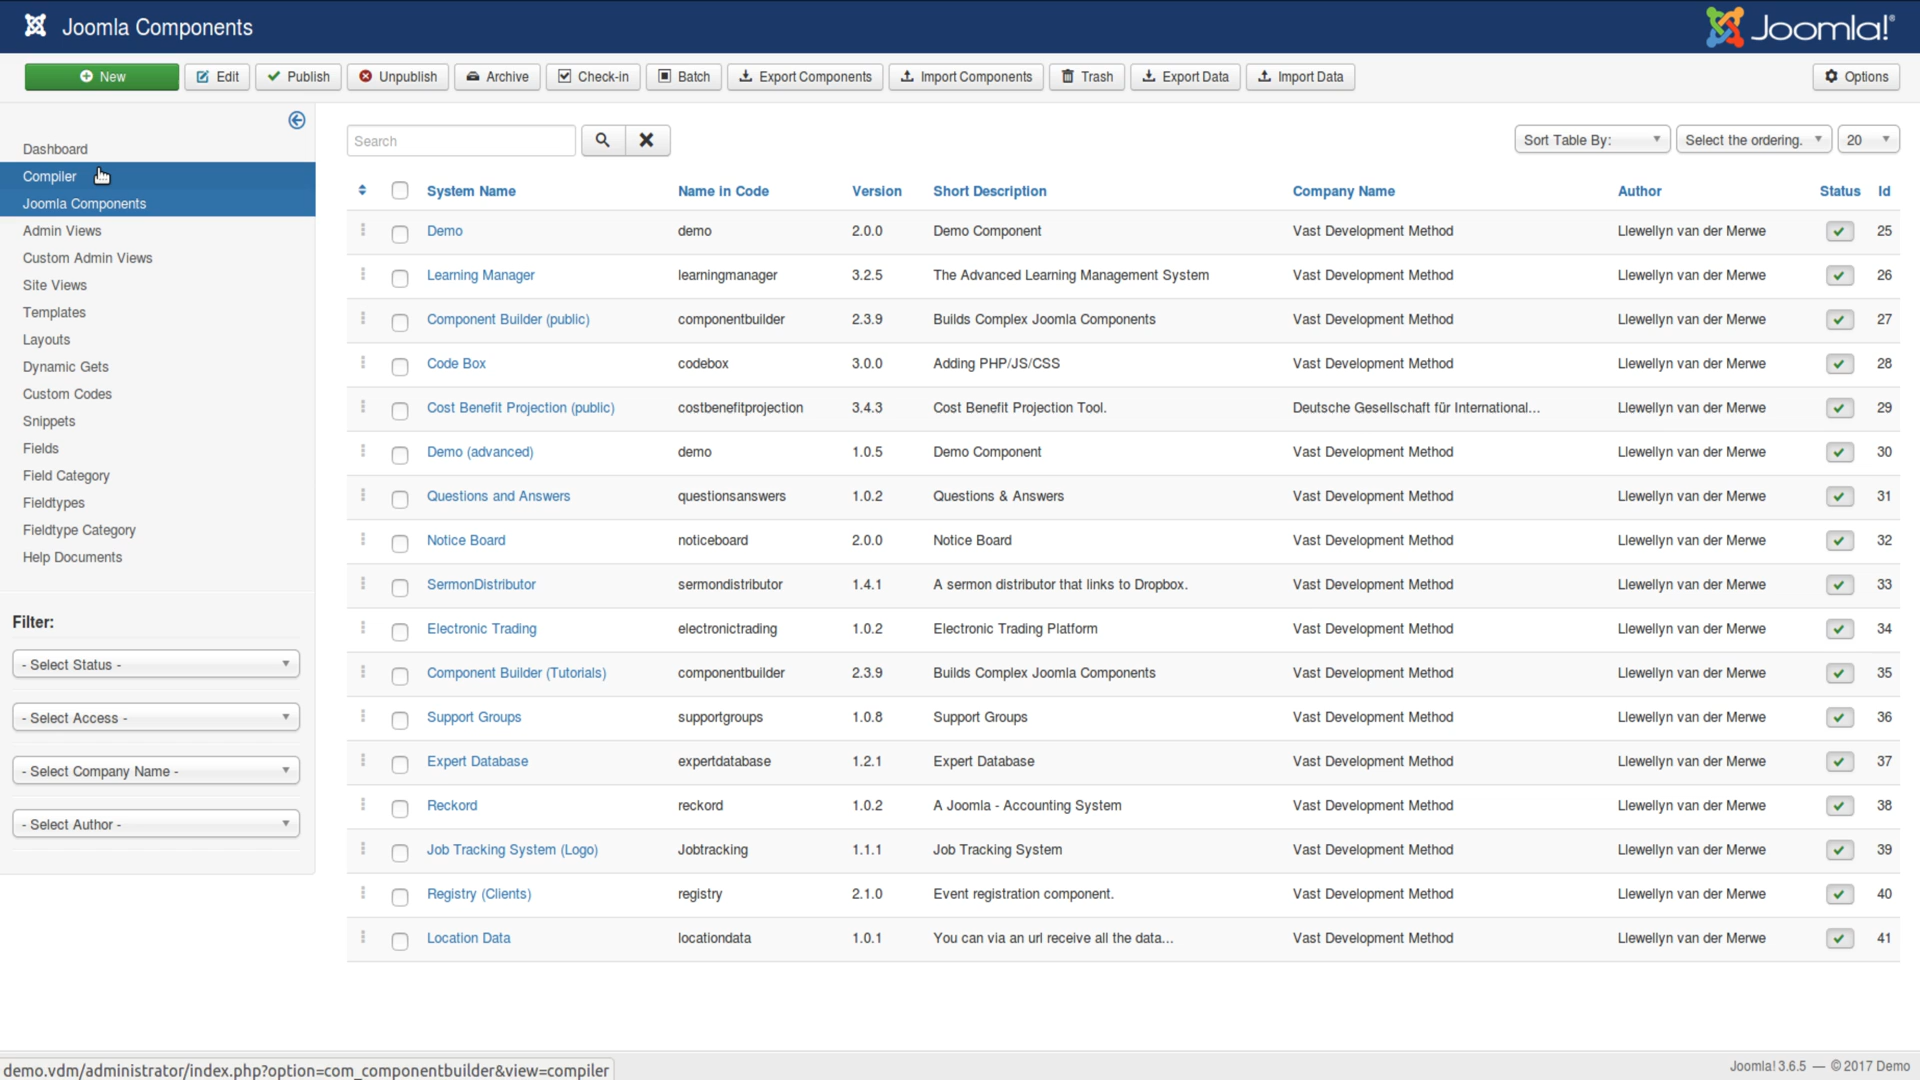 Joomla Components
Joomla!®
New Edit Publish Unpublish Archive Check-in Batch Export Components Import Components Trash Export Data Import Data Options
Dashboard
Compiler
Joomla Components
Admin Views
Custom Admin Views
Site Views
Templates
Layouts
Dynamic Gets
Custom Codes
Snippets
Fields
Field Category
Fieldtypes
Fieldtype Category
Help Documents
Filter:
- Select Status -
- Select Access -
- Select Company Name -
- Select Author -
Search Sort Table By: Select the ordering. 20
System Name Name in Code Version Short Description Company Name Author Status Id
Demo demo 2.0.0 Demo Component Vast Development Method Llewellyn van der Merwe 25
Learning Manager learningmanager 3.2.5 The Advanced Learning Management System Vast Development Method Llewellyn van der Merwe 26
Component Builder (public) componentbuilder 2.3.9 Builds Complex Joomla Components Vast Development Method Llewellyn van der Merwe 27
Code Box codebox 3.0.0 Adding PHP/JS/CSS Vast Development Method Llewellyn van der Merwe 28
Cost Benefit Projection (public) costbenefitprojection 3.4.3 Cost Benefit Projection Tool. Deutsche Gesellschaft für International... Llewellyn van der Merwe 29
Demo (advanced) demo 1.0.5 Demo Component Vast Development Method Llewellyn van der Merwe 30
Questions and Answers questionsanswers 1.0.2 Questions & Answers Vast Development Method Llewellyn van der Merwe 31
Notice Board noticeboard 2.0.0 Notice Board Vast Development Method Llewellyn van der Merwe 32
SermonDistributor sermondistributor 1.4.1 A sermon distributor that links to Dropbox. Vast Development Method Llewellyn van der Merwe 33
Electronic Trading electronictrading 1.0.2 Electronic Trading Platform Vast Development Method Llewellyn van der Merwe 34
Component Builder (Tutorials) componentbuilder 2.3.9 Builds Complex Joomla Components Vast Development Method Llewellyn van der Merwe 35
Support Groups supportgroups 1.0.8 Support Groups Vast Development Method Llewellyn van der Merwe 36
Expert Database expertdatabase 1.2.1 Expert Database Vast Development Method Llewellyn van der Merwe 37
Reckord reckord 1.0.2 A Joomla - Accounting System Vast Development Method Llewellyn van der Merwe 38
Job Tracking System (Logo) Jobtracking 1.1.1 Job Tracking System Vast Development Method Llewellyn van der Merwe 39
Registry (Clients) registry 2.1.0 Event registration component. Vast Development Method Llewellyn van der Merwe 40
Location Data locationdata 1.0.1 You can via an url receive all the data... Vast Development Method Llewellyn van der Merwe 41
demo.vdm/administrator/index.php?option=com_componentbuilder&view=compiler
Joomla! 3.6.5 — © 2017 Demo